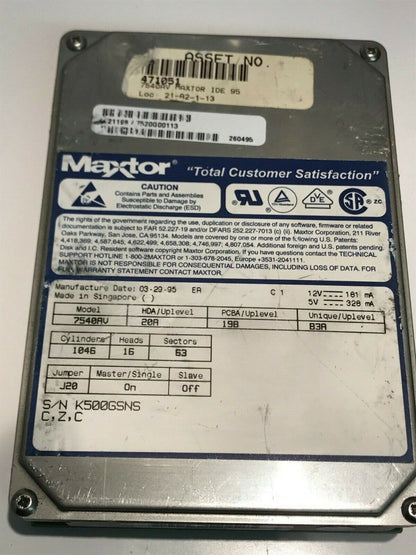 ASSET NO.
471051
7540AV MAXTOR IDE 95
Loc: 21-A2-1-13
21108 / 7520000113
260495
Maxtor "Total Customer Satisfaction"
CAUTION
Contains Parts and Assemblies
Susceptible to Damage by
Electrostatic Discharge (ESD)
UR DVE SA NRTL/C
The rights of the government regarding the use, duplication or disclosure of any software, firmware or related
documentation is subject to FAR 52.227-19 and/or DFARS 252.227-7013 (c) (ii). Maxtor Corporation, 211 River
Oaks Parkway, San Jose, CA 95134. Models are covered by one or more of the following U.S. Patents:
4,418,369; 4,587,645; 4,622,499; 4,658,308; 4,746,997; 4,807,054. Additional foreign and U.S. patents pending.
Disk and I.C. Resident software copyright Maxtor Corporation. If you have questions contact the TECHNICAL
SUPPORT HOTLINE 1-800-2MAXTOR or 1-303-678-2045, Europe +3531-2041111.
RESPONSIBLE FOR CONSEQUENTIAL DAMAGES, INCLUDING LOSS OF DATA. FOR
STATEMENT CONTACT MAXTOR.
Manufacture Date: 03-29-95 ER C 1 12V 181 mA
Made in Singapore ( ) 5V 328 mA
Model HDA/Uplevel PCBA/Uplevel Unique/Uplevel
7540AV 20A 19B B3A
Cylinders Heads Sectors
1046 16 63
Jumper Master/Single Slave
J20 On Off
S/N K500GSNS
C,Z,C